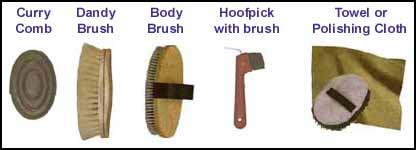 Curry Comb
Dandy Brush
Body Brush
Hoofpick with brush
Towel or Polishing Cloth